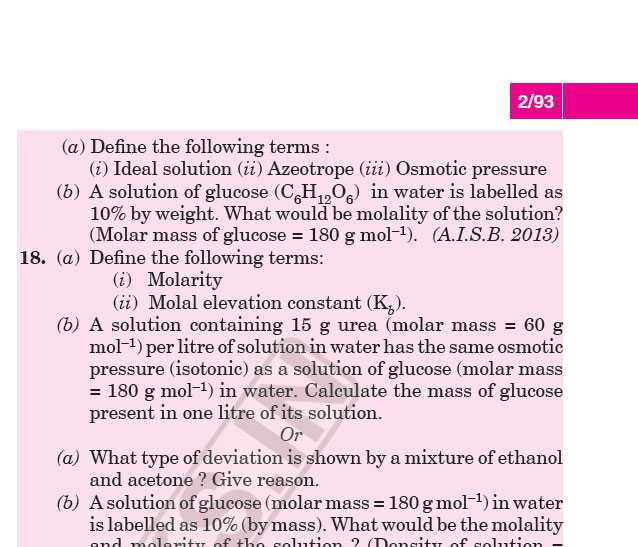 2/93
(a) Define the following terms :
(i) Ideal solution (ii) Azeotrope (iii) Osmotic pressure
(b) A solution of glucose (C₆H₁₂O₆) in water is labelled as
10% by weight. What would be molality of the solution?
(Molar mass of glucose = 180 g mol⁻¹). (A.I.S.B. 2013)
18. (a) Define the following terms:
(i) Molarity
(ii) Molal elevation constant (K_b).
(b) A solution containing 15 g urea (molar mass = 60 g
mol⁻¹) per litre of solution in water has the same osmotic
pressure (isotonic) as a solution of glucose (molar mass
= 180 g mol⁻¹) in water. Calculate the mass of glucose
present in one litre of its solution.
Or
(a) What type of deviation is shown by a mixture of ethanol
and acetone ? Give reason.
(b) A solution of glucose (molar mass = 180 g mol⁻¹) in water
is labelled as 10% (by mass). What would be the molality
and molarity of the solution ? (Density of solution =